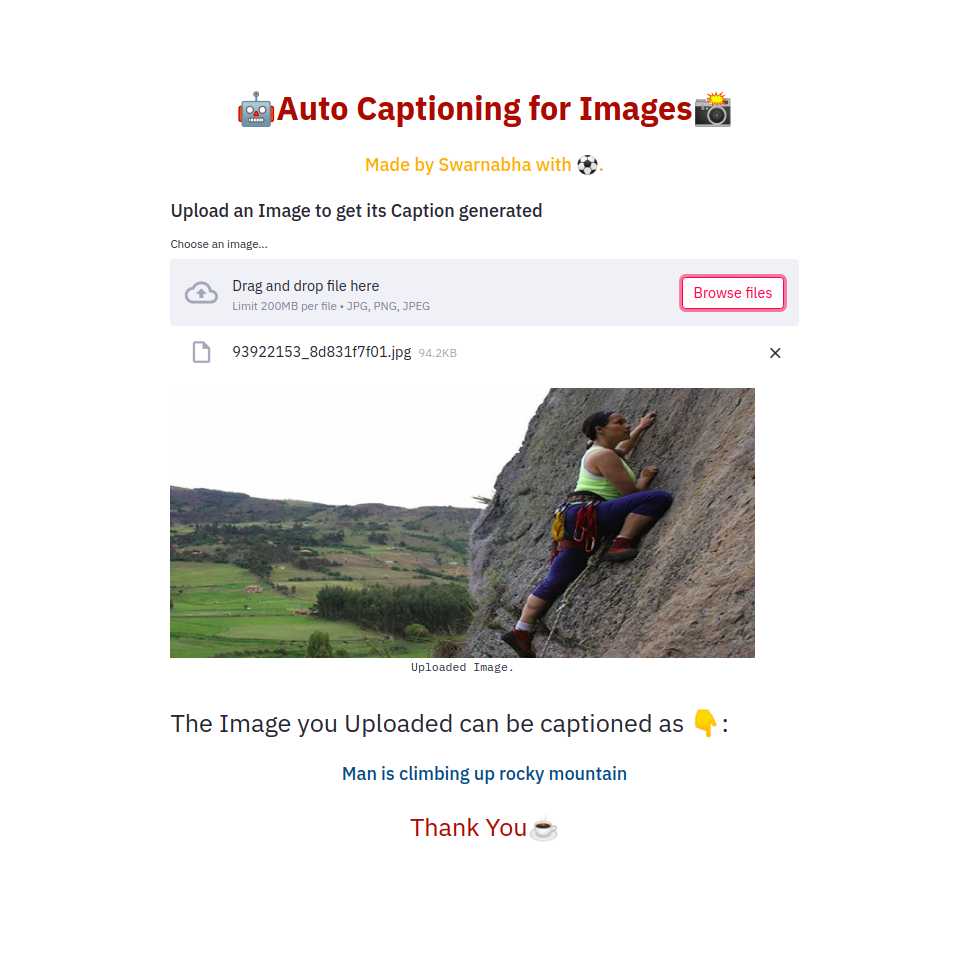 🤖Auto Captioning for Images📸
Made by Swarnabha with ⚽.
Upload an Image to get its Caption generated
Choose an image...
Drag and drop file here
Limit 200MB per file • JPG, PNG, JPEG
Browse files
93922153_8d831f7f01.jpg 94.2KB
Uploaded Image.
The Image you Uploaded can be captioned as 👇:
Man is climbing up rocky mountain
Thank You☕